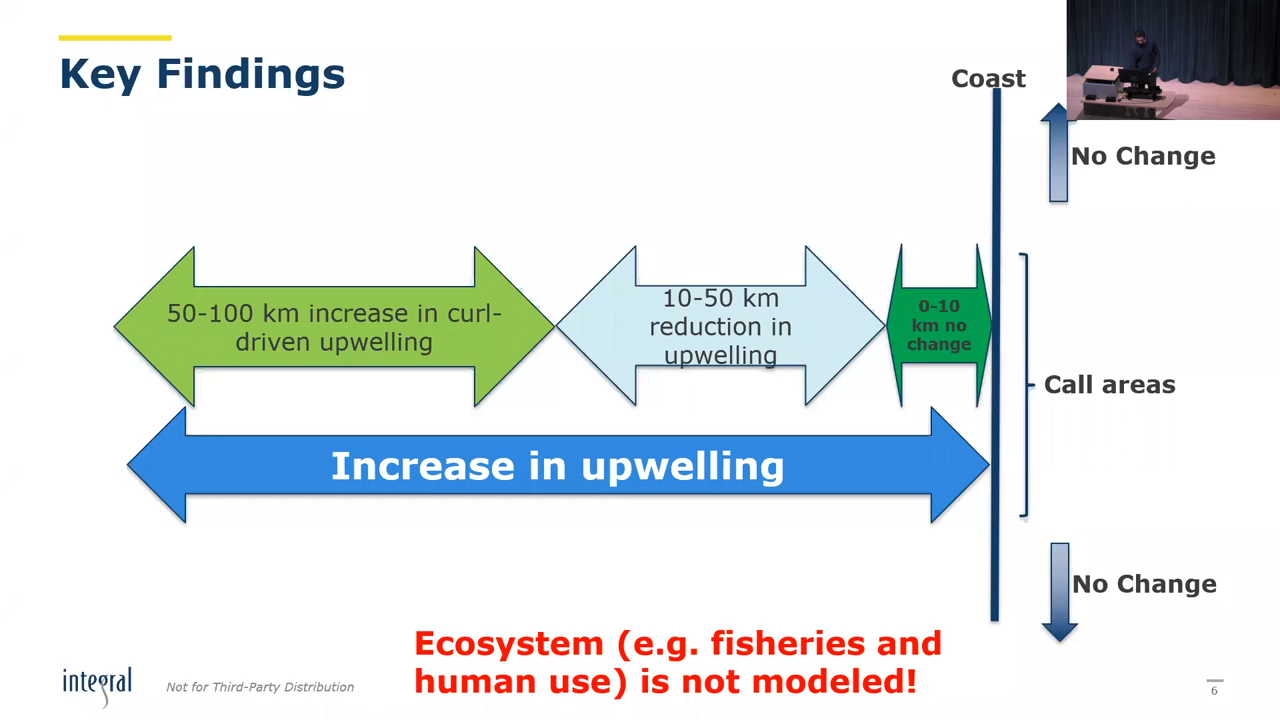 Key Findings
Coast
No Change
50-100 km increase in curl-
driven upwelling
10-50 km
reduction in
upwelling
0-10
km no
change
Call areas
Increase in upwelling
No Change
Ecosystem (e.g. fisheries and
human use) is not modeled!
integral
Not for Third-Party Distribution
6